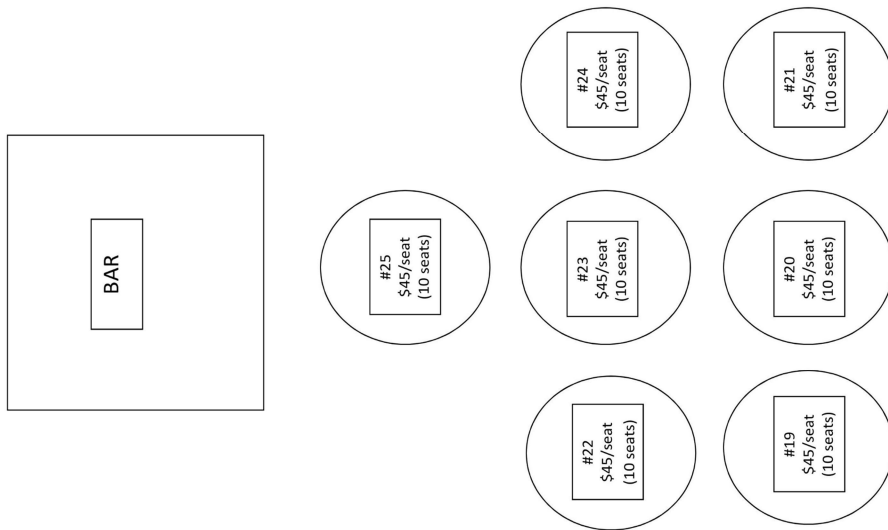 BAR
#25
$45/seat
(10 seats)
#22
$45/seat
(10 seats)
#23
$45/seat
(10 seats)
#24
$45/seat
(10 seats)
#19
$45/seat
(10 seats)
#20
$45/seat
(10 seats)
#21
$45/seat
(10 seats)